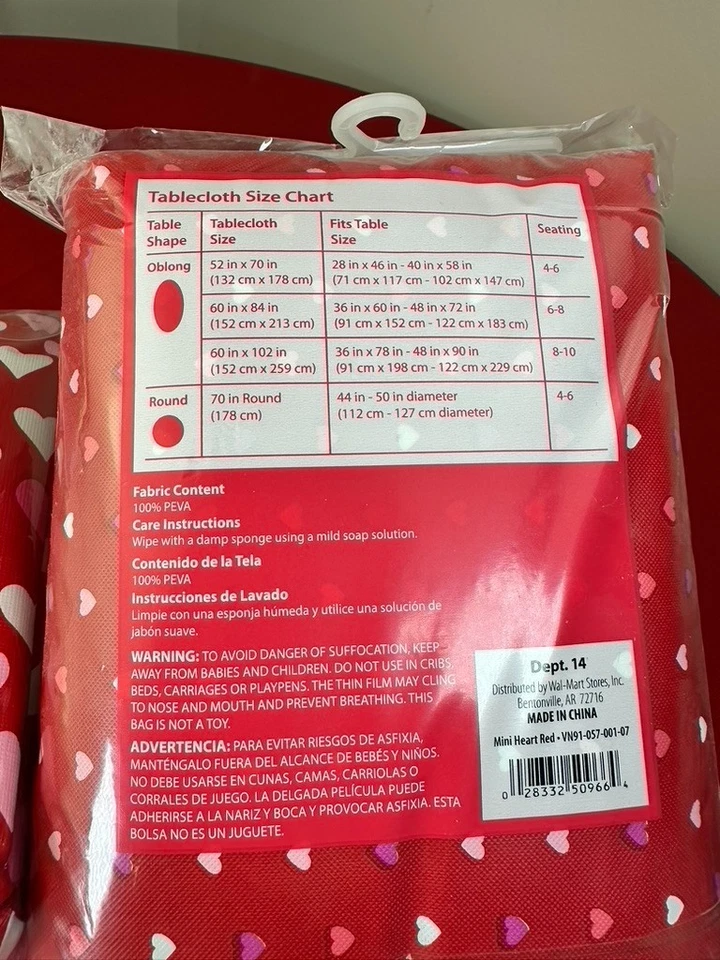 Tablecloth Size Chart
Table Shape
Tablecloth Size
Fits Table Size
Seating
Oblong
52 in x 70 in
(132 cm x 178 cm)
28 in x 46 in - 40 in x 58 in
(71 cm x 117 cm - 102 cm x 147 cm)
4-6
60 in x 84 in
(152 cm x 213 cm)
36 in x 60 in - 48 in x 72 in
(91 cm x 152 cm - 122 cm x 183 cm)
6-8
60 in x 102 in
(152 cm x 259 cm)
36 in x 78 in - 48 in x 90 in
(91 cm x 198 cm - 122 cm x 229 cm)
8-10
Round
70 in Round
(178 cm)
44 in - 50 in diameter
(112 cm - 127 cm diameter)
4-6
Fabric Content
100% PEVA
Care Instructions
Wipe with a damp sponge using a mild soap solution.
Contenido de la Tela
100% PEVA
Instrucciones de Lavado
Limpie con una esponja húmeda y utilice una solución de
jabón suave.
WARNING: TO AVOID DANGER OF SUFFOCATION, KEEP
AWAY FROM BABIES AND CHILDREN. DO NOT USE IN CRIBS,
BEDS, CARRIAGES OR PLAYPENS. THE THIN FILM MAY CLING
TO NOSE AND MOUTH AND PREVENT BREATHING. THIS
BAG IS NOT A TOY.
ADVERTENCIA: PARA EVITAR RIESGOS DE ASFIXIA,
MANTÉNGALO FUERA DEL ALCANCE DE BEBÉS Y NIÑOS.
NO DEBE USARSE EN CUNAS, CAMAS, CARRIOLAS O
CORRALES DE JUEGO. LA DELGADA PELÍCULA PUEDE
ADHERIRSE A LA NARIZ Y BOCA Y PROVOCAR ASFIXIA. ESTA
BOLSA NO ES UN JUGUETE.
Dept. 14
Distributed by Wal-Mart Stores, Inc.
Bentonville, AR 72716
MADE IN CHINA
Mini Heart Red • VN91-057-001-07
0 28332 50966 4